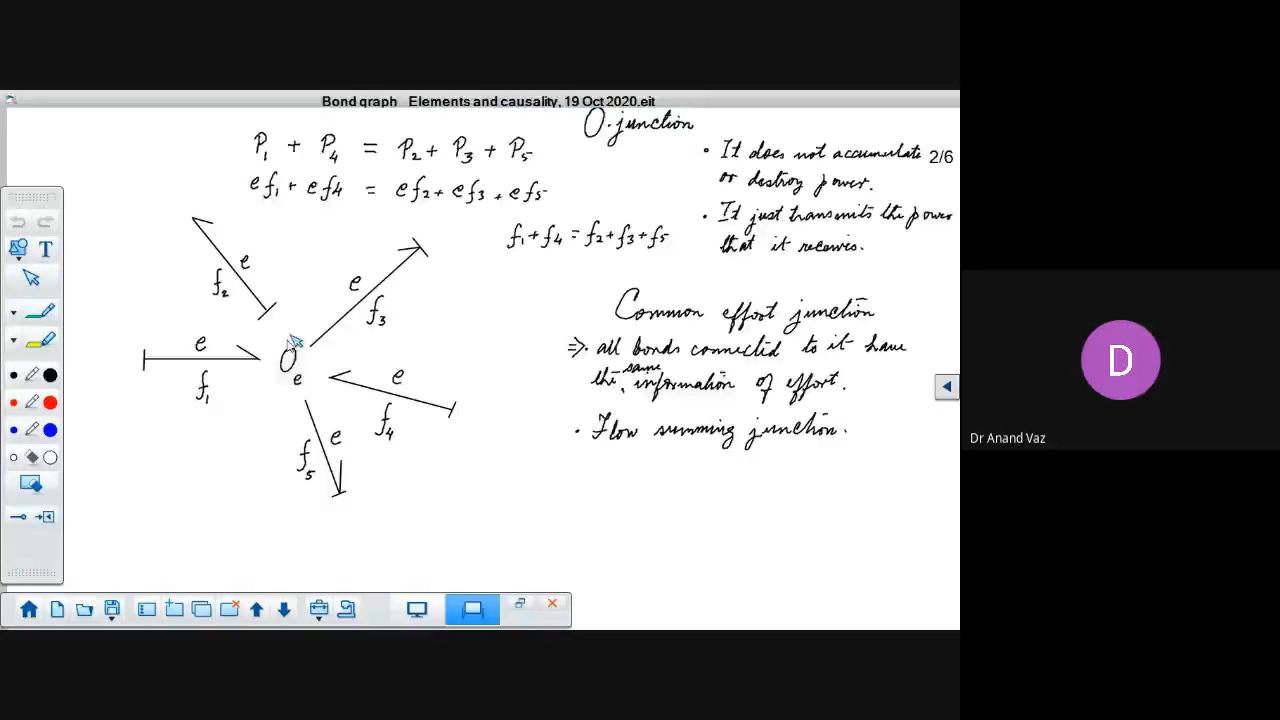 Bond graph Elements and causality, 19 Oct 2020.eit
O-junction
P₁ + P₄ = P₂ + P₃ + P₅
ef₁ + ef₄ = ef₂ + ef₃ + ef₅
f₁+f₄ = f₂+f₃+f₅
• It does not accumulate
or destroy power.
• It just transmits the power
that it receives.
2/6
Common effort junction
⇒ • all bonds connected to it have
the same information of effort.
• Flow summing junction.
e
f₂
e
f₃
e
f₁
O
e
e
f₄
e
f₅
T
D
Dr Anand Vaz